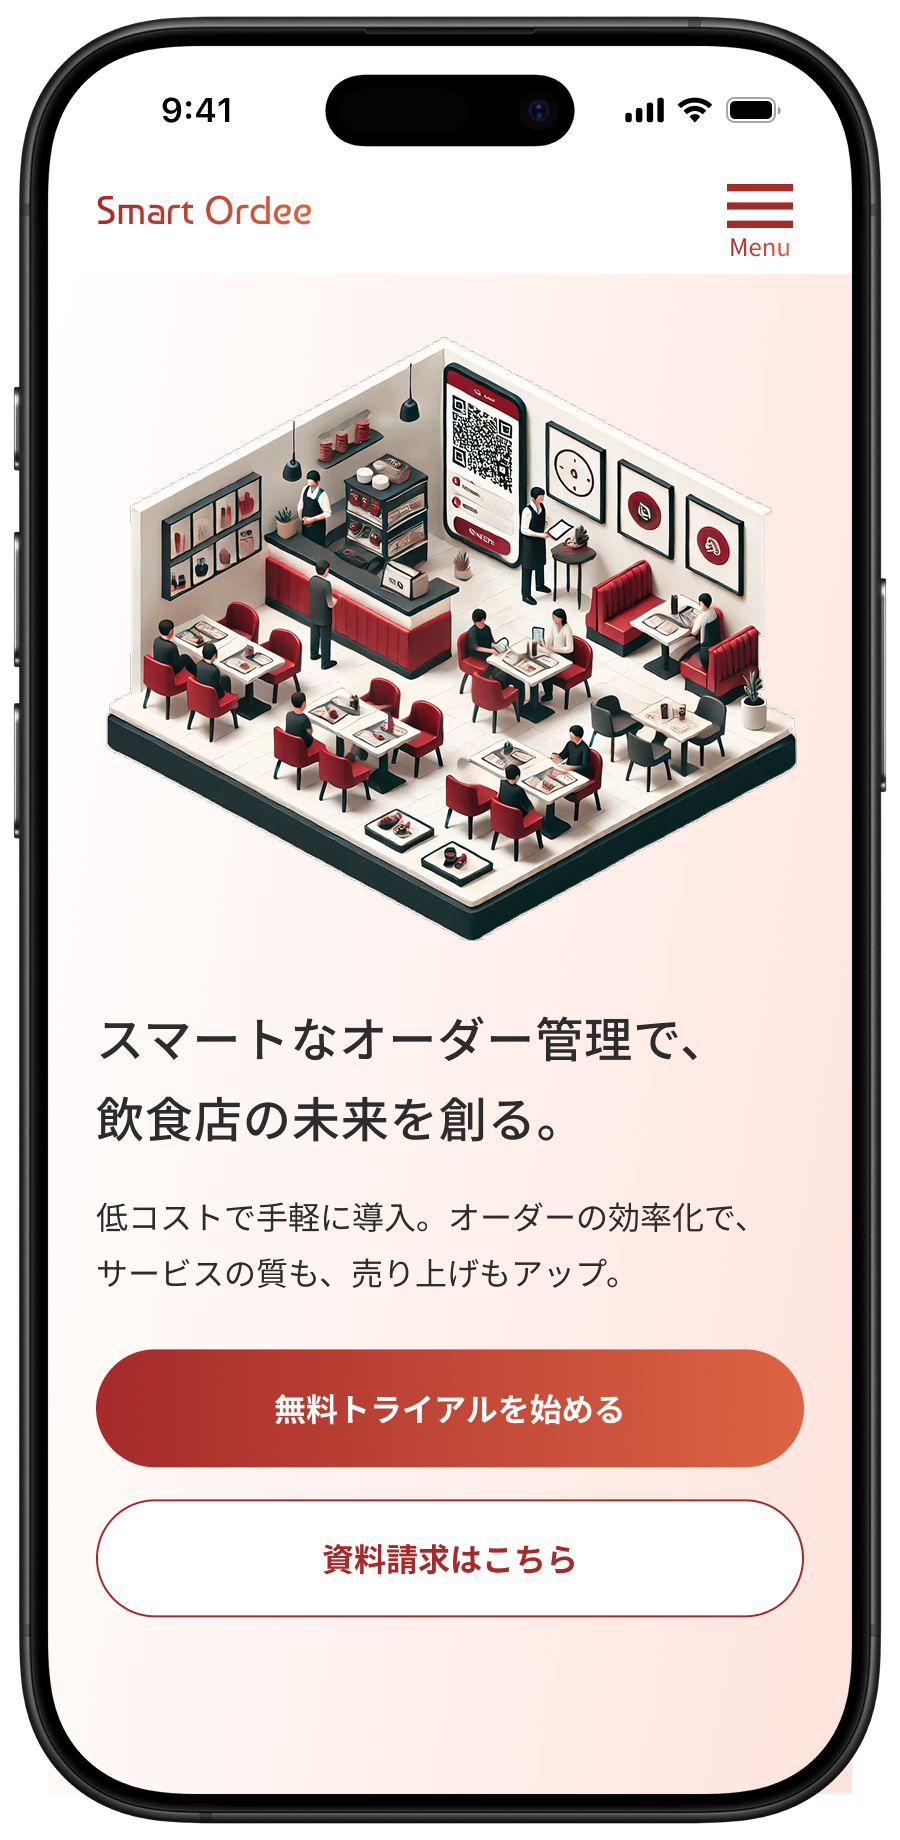 9:41
Smart Ordee
Menu
スマートなオーダー管理で、
飲食店の未来を創る。
低コストで手軽に導入。オーダーの効率化で、
サービスの質も、売り上げもアップ。
無料トライアルを始める
資料請求はこちら